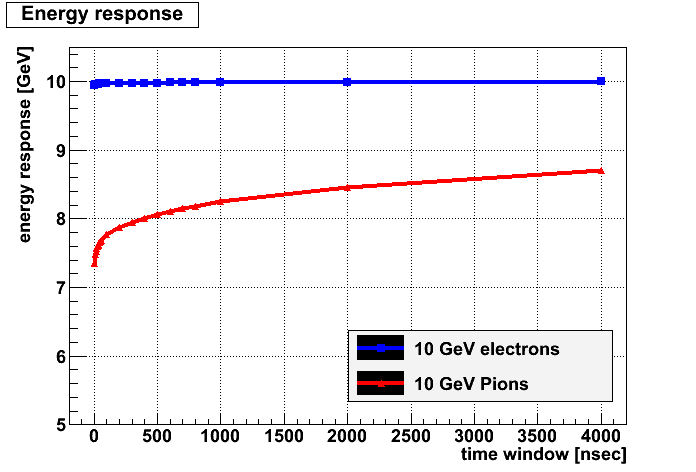 Energy response
energy response [GeV]
10
9
8
7
6
5
0 500 1000 1500 2000 2500 3000 3500 4000
time window [nsec]
10 GeV electrons
10 GeV Pions